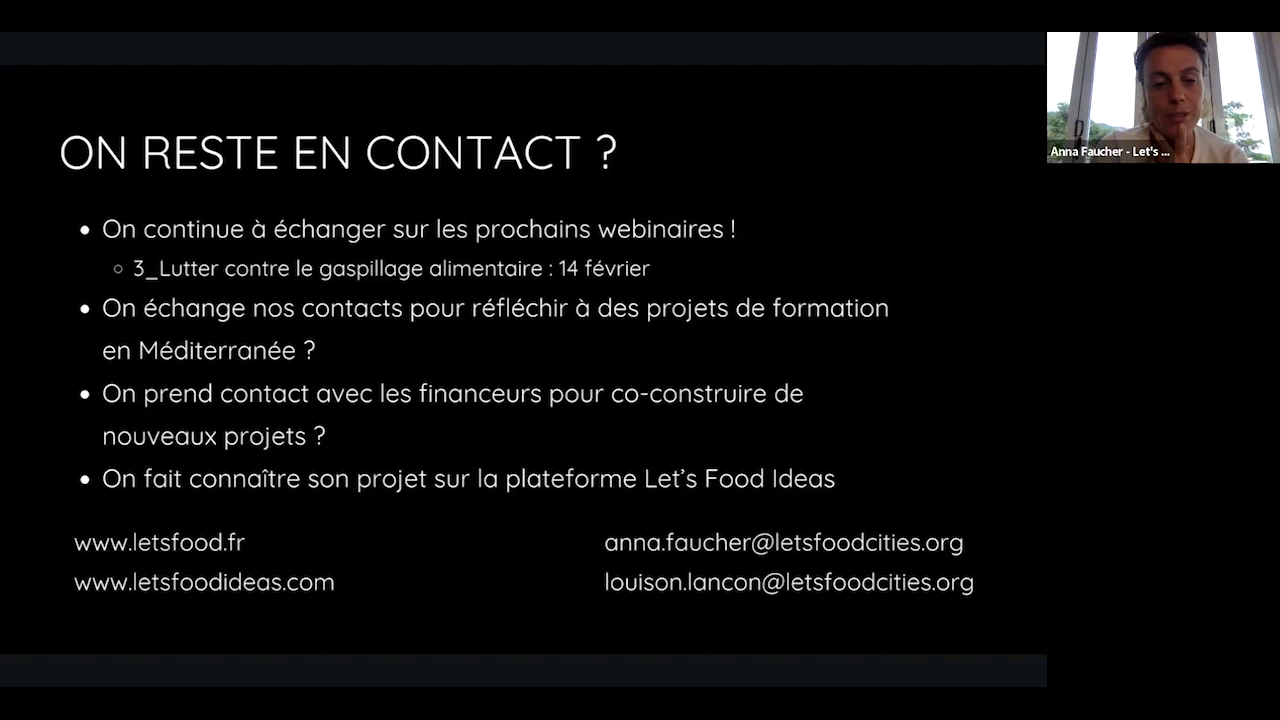 ON RESTE EN CONTACT ?
On continue à échanger sur les prochains webinaires !
3_Lutter contre le gaspillage alimentaire : 14 février
On échange nos contacts pour réfléchir à des projets de formation
en Méditerranée ?
On prend contact avec les financeurs pour co-construire de
nouveaux projets ?
On fait connaître son projet sur la plateforme Let's Food Ideas
www.letsfood.fr
www.letsfoodideas.com
anna.faucher@letsfoodcities.org
louison.lancon@letsfoodcities.org
Anna Faucher - Let's ...